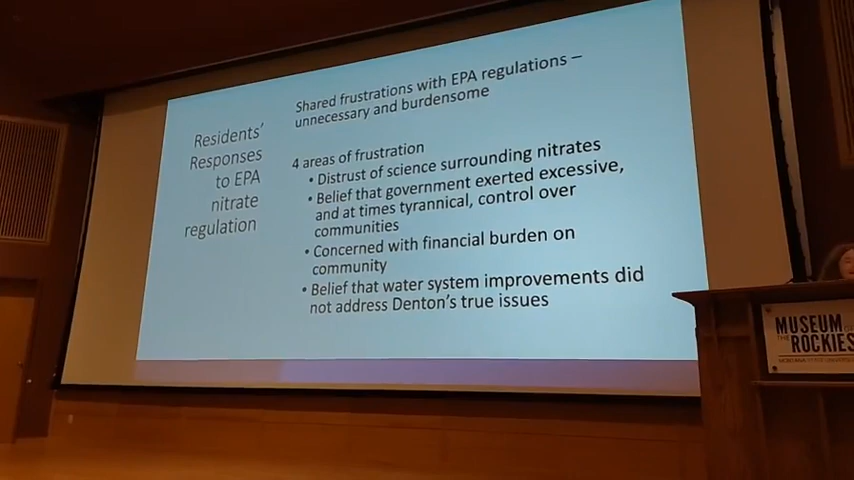 Residents'
Responses
to EPA
nitrate
regulation
Shared frustrations with EPA regulations –
unnecessary and burdensome
4 areas of frustration
• Distrust of science surrounding nitrates
• Belief that government exerted excessive,
and at times tyrannical, control over
communities
• Concerned with financial burden on
community
• Belief that water system improvements did
not address Denton's true issues
MUSEUM OF
THE ROCKIES